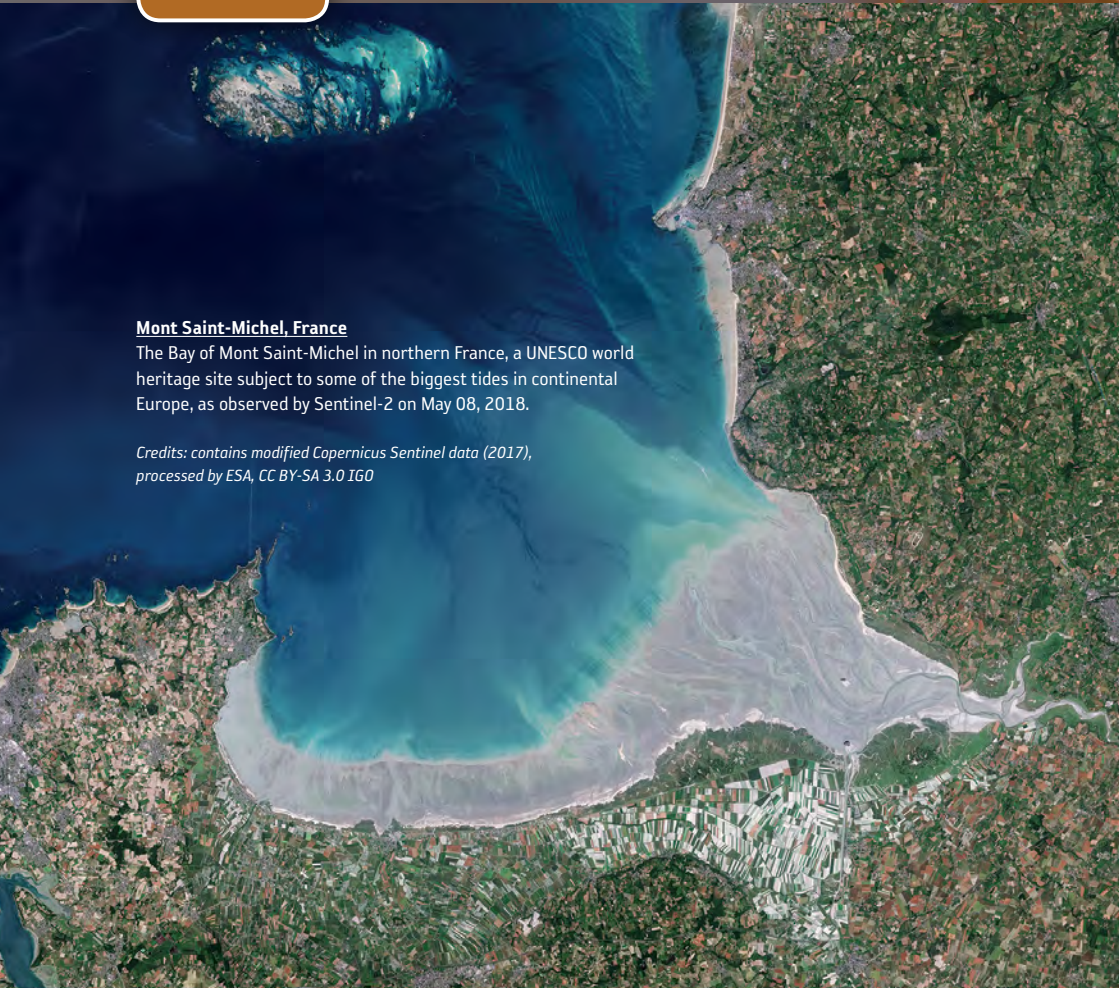 Mont Saint-Michel, France
The Bay of Mont Saint-Michel in northern France, a UNESCO world
heritage site subject to some of the biggest tides in continental
Europe, as observed by Sentinel-2 on May 08, 2018.
Credits: contains modified Copernicus Sentinel data (2017),
processed by ESA, CC BY-SA 3.0 IGO